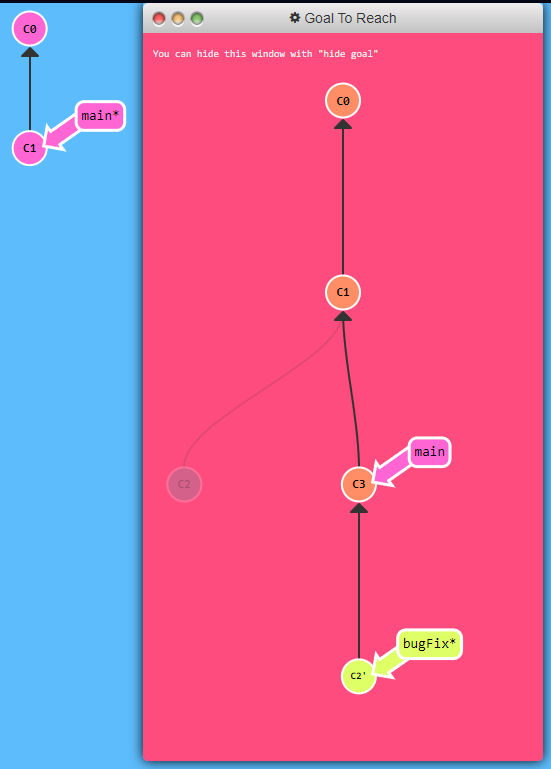 C0
main*
C1
Goal To Reach
You can hide this window with "hide goal"
C0
C1
main
C2
C3
bugFix*
C2'